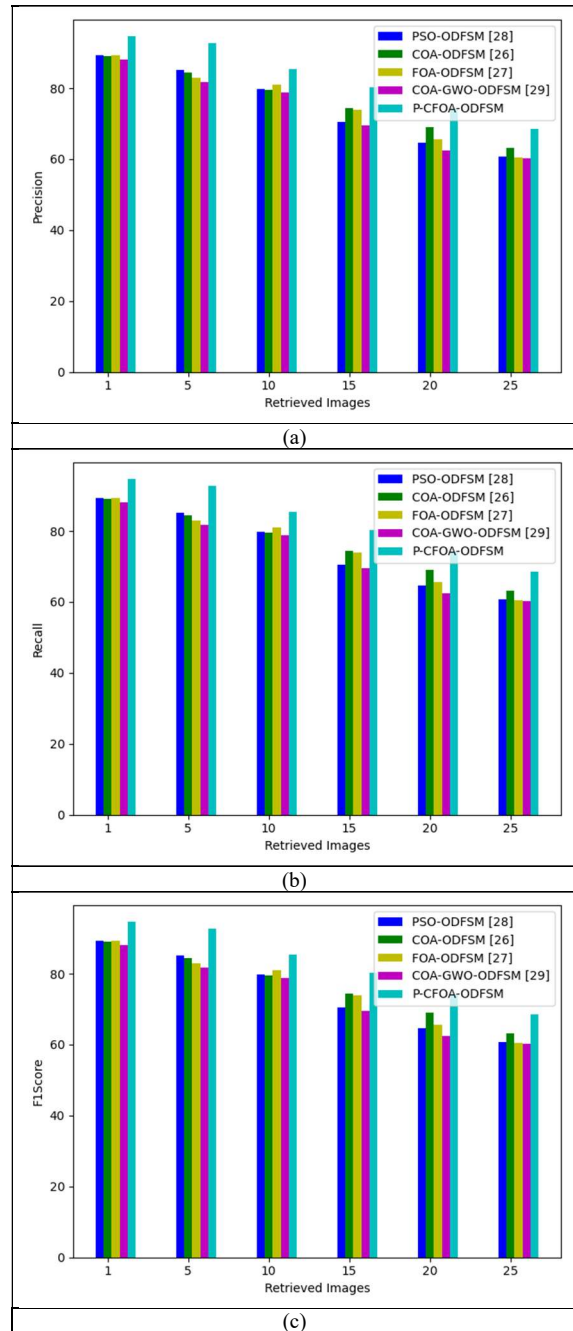 PSO-ODFSM [28]
COA-ODFSM [26]
FOA-ODFSM [27]
COA-GWO-ODFSM [29]
P-CFOA-ODFSM
80
60
40
20
0
Precision
1 5 10 15 20 25
Retrieved Images
(a)
PSO-ODFSM [28]
COA-ODFSM [26]
FOA-ODFSM [27]
COA-GWO-ODFSM [29]
P-CFOA-ODFSM
80
60
40
20
0
Recall
1 5 10 15 20 25
Retrieved Images
(b)
PSO-ODFSM [28]
COA-ODFSM [26]
FOA-ODFSM [27]
COA-GWO-ODFSM [29]
P-CFOA-ODFSM
80
60
40
20
0
F1Score
1 5 10 15 20 25
Retrieved Images
(c)